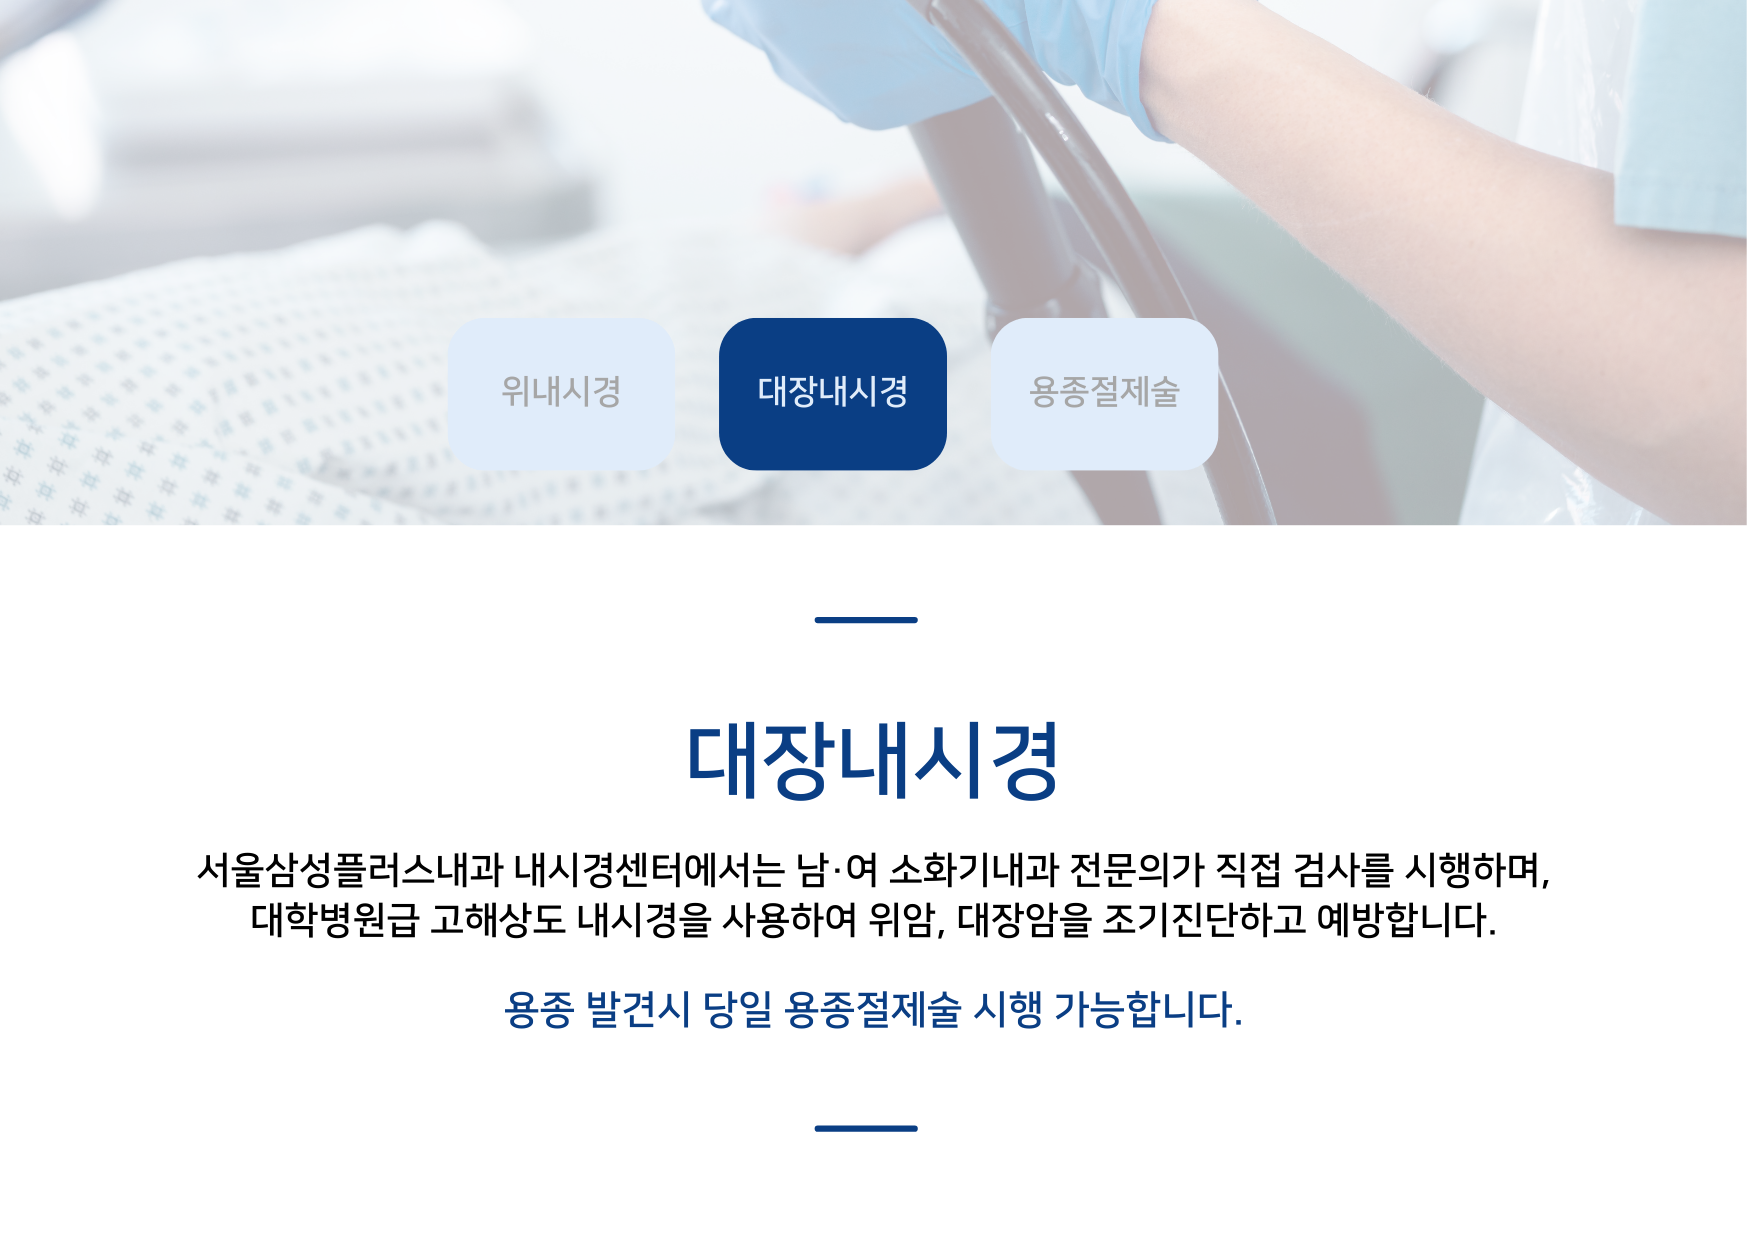 위내시경
대장내시경
용종절제술
대장내시경
서울삼성플러스내과 내시경센터에서는 남·여 소화기내과 전문의가 직접 검사를 시행하며,
대학병원급 고해상도 내시경을 사용하여 위암, 대장암을 조기진단하고 예방합니다.
용종 발견시 당일 용종절제술 시행 가능합니다.